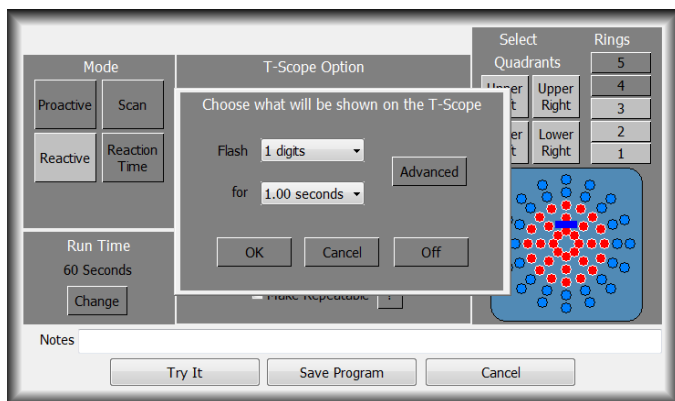 Mode
Proactive
Scan
Reactive
Reaction
Time
Run Time
60 Seconds
Change
T-Scope Option
Choose what will be shown on the T-Scope
Flash
1 digits
for
1.00 seconds
Advanced
OK
Cancel
Off
Make Repeatable
Select
Quadrants
Upper
Right
Lower
Right
Rings
5
4
3
2
1
Notes
Try It
Save Program
Cancel